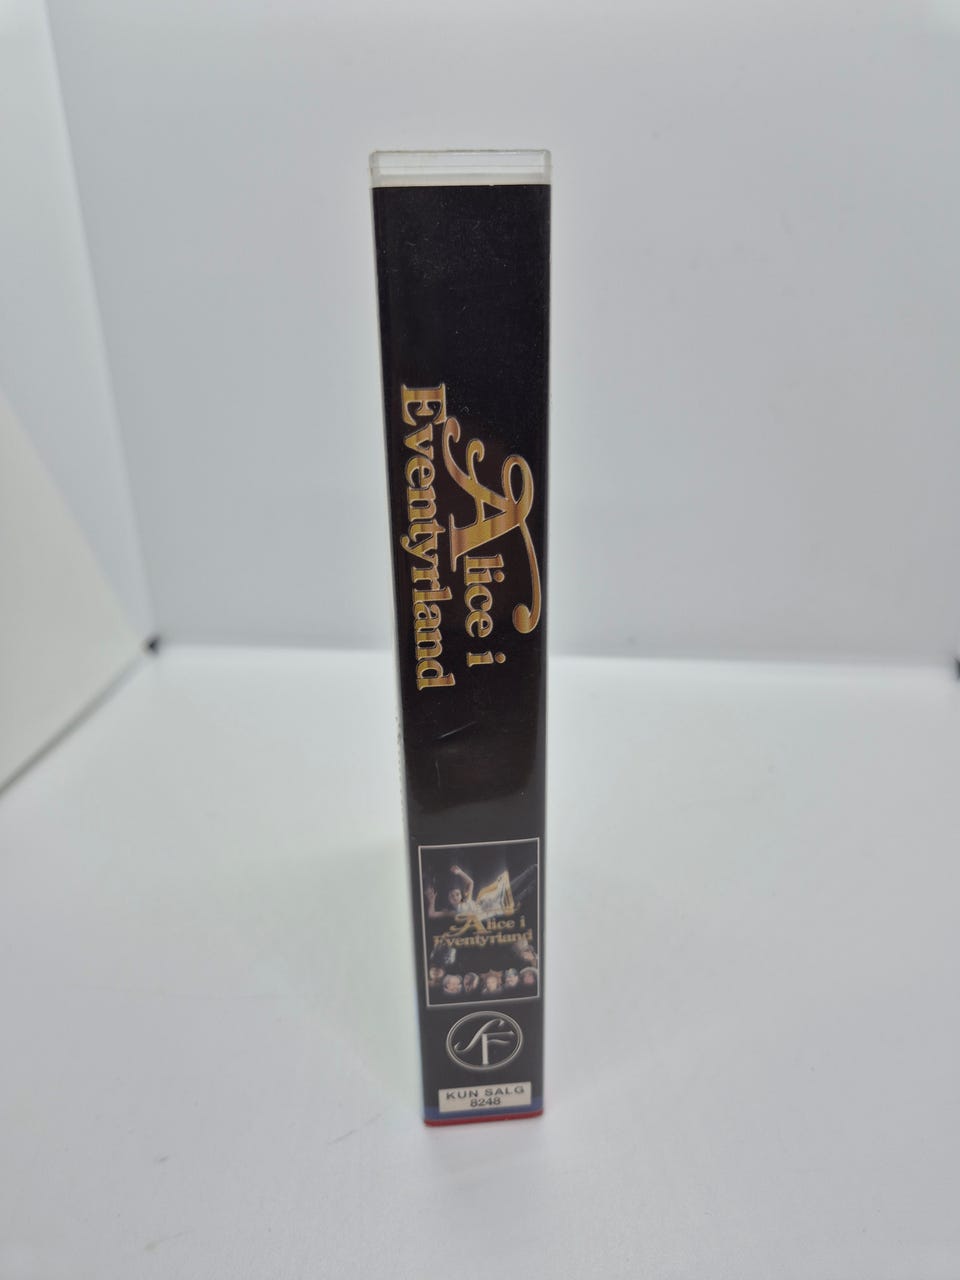 Alice i
Eventyrland
Alice i
Eventyrland
SF
KUN SALG
8248